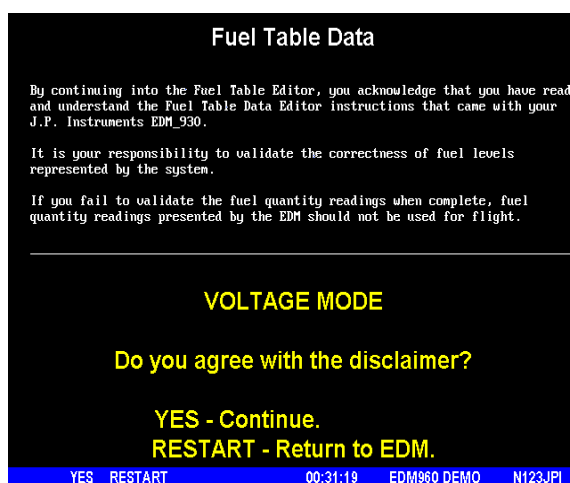 Fuel Table Data
By continuing into the Fuel Table Editor, you acknowledge that you have read
and understand the Fuel Table Data Editor instructions that came with your
J.P. Instruments EDM_930.
It is your responsibility to validate the correctness of fuel levels
represented by the system.
If you fail to validate the fuel quantity readings when complete, fuel
quantity readings presented by the EDM should not be used for flight.
VOLTAGE MODE
Do you agree with the disclaimer?
YES - Continue.
RESTART - Return to EDM.
YES RESTART 00:31:19 EDM960 DEMO N123JPI